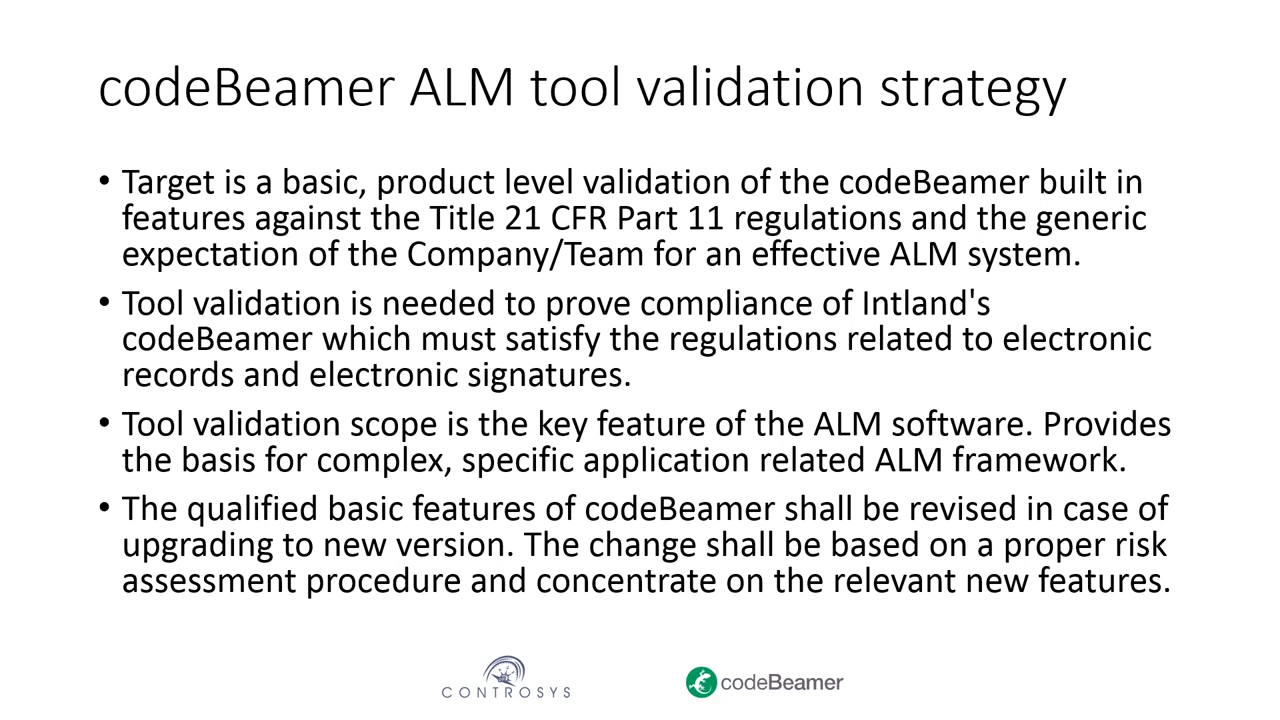 codeBeamer ALM tool validation strategy
• Target is a basic, product level validation of the codeBeamer built in
features against the Title 21 CFR Part 11 regulations and the generic
expectation of the Company/Team for an effective ALM system.
• Tool validation is needed to prove compliance of Intland's
codeBeamer which must satisfy the regulations related to electronic
records and electronic signatures.
• Tool validation scope is the key feature of the ALM software. Provides
the basis for complex, specific application related ALM framework.
• The qualified basic features of codeBeamer shall be revised in case of
upgrading to new version. The change shall be based on a proper risk
assessment procedure and concentrate on the relevant new features.
CONTROSYS
codeBeamer